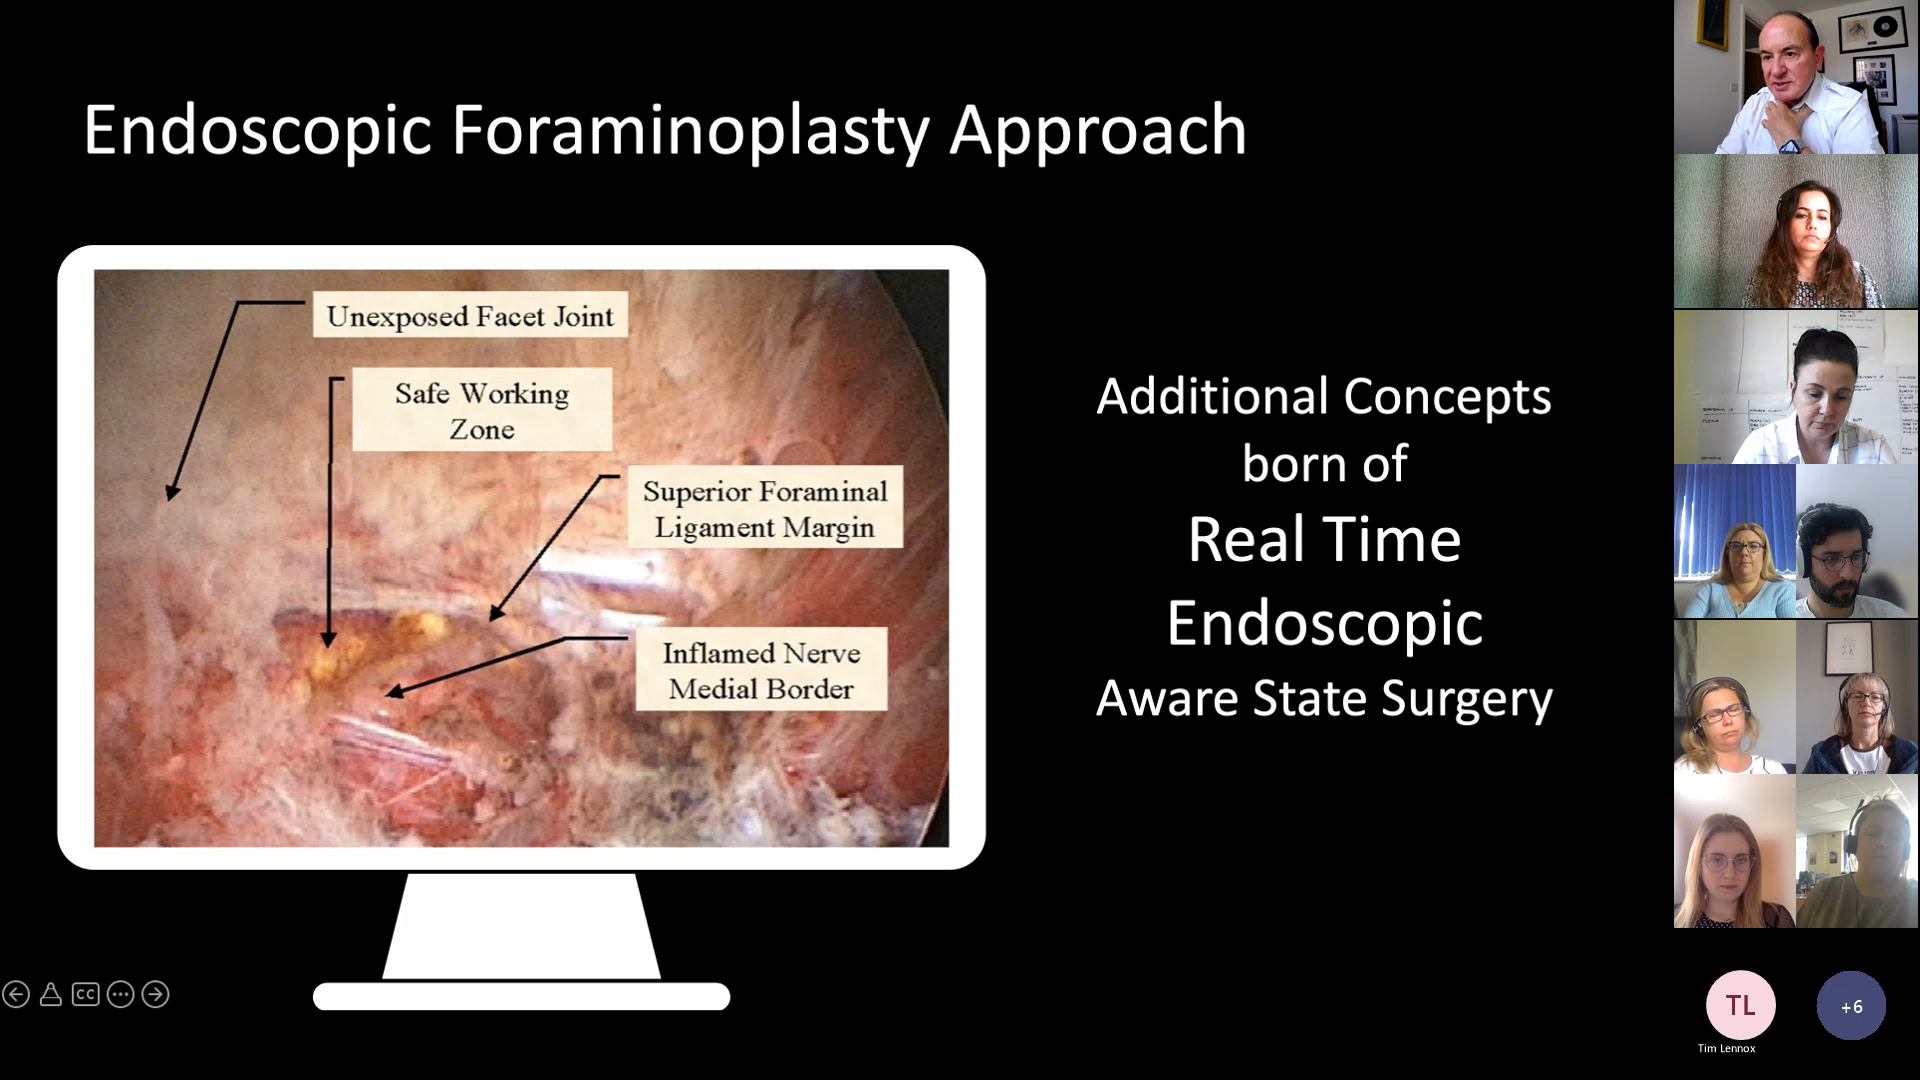 Endoscopic Foraminoplasty Approach
Unexposed Facet Joint
Safe Working
Zone
Superior Foraminal
Ligament Margin
Inflamed Nerve
Medial Border
Additional Concepts
born of
Real Time
Endoscopic
Aware State Surgery
CC
TL
Tim Lennox
+6